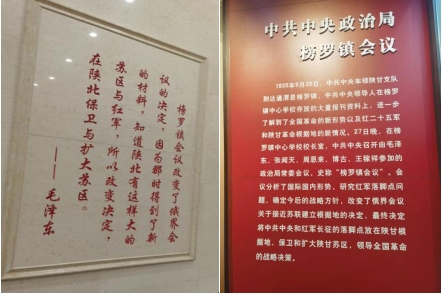 榜罗镇会议改变了俄界会
议的决定,因为那时得到了新
的材料,知道陕北有这样大的
苏区与红军,所以改变决定,
在陕北保卫与扩大苏区。
——毛泽东
中共中央政治局
榜罗镇会议
1935年9月26日,中共中央率领陕甘支队
到达通渭县榜罗镇。中共中央领导人在榜罗
镇中心学校存放的大量报刊资料上,进一步
了解到了全国革命的新形势以及红二十五军
和陕甘革命根据地的新情况。27日晚,在榜
罗镇中心学校校长室,中共中央召开由毛泽
东、张闻天、周恩来、博古、王稼祥参加的
政治局常委会议,史称“榜罗镇会议”。会
议分析了国际国内形势,研究红军落脚点问
题,确定今后的战略方针,改变了俄界会议
关于接近苏联建立根据地的决定,最终决定
将中共中央和红军长征的落脚点放在陕甘根
据地,保卫和扩大陕甘苏区,领导全国革命
的战略决策。